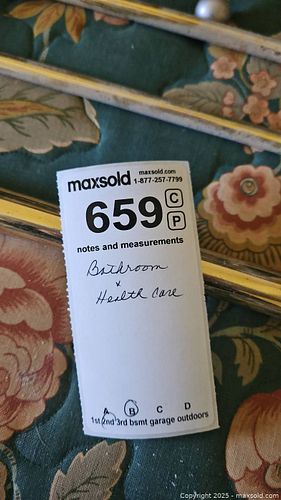 maxsold maxsold.com
1-877-257-7799
659 C
P
notes and measurements
Bathroom
+
Health Care
A B C D
1st 2nd 3rd bsmt garage outdoors
Copyright 2025 - maxsold.com